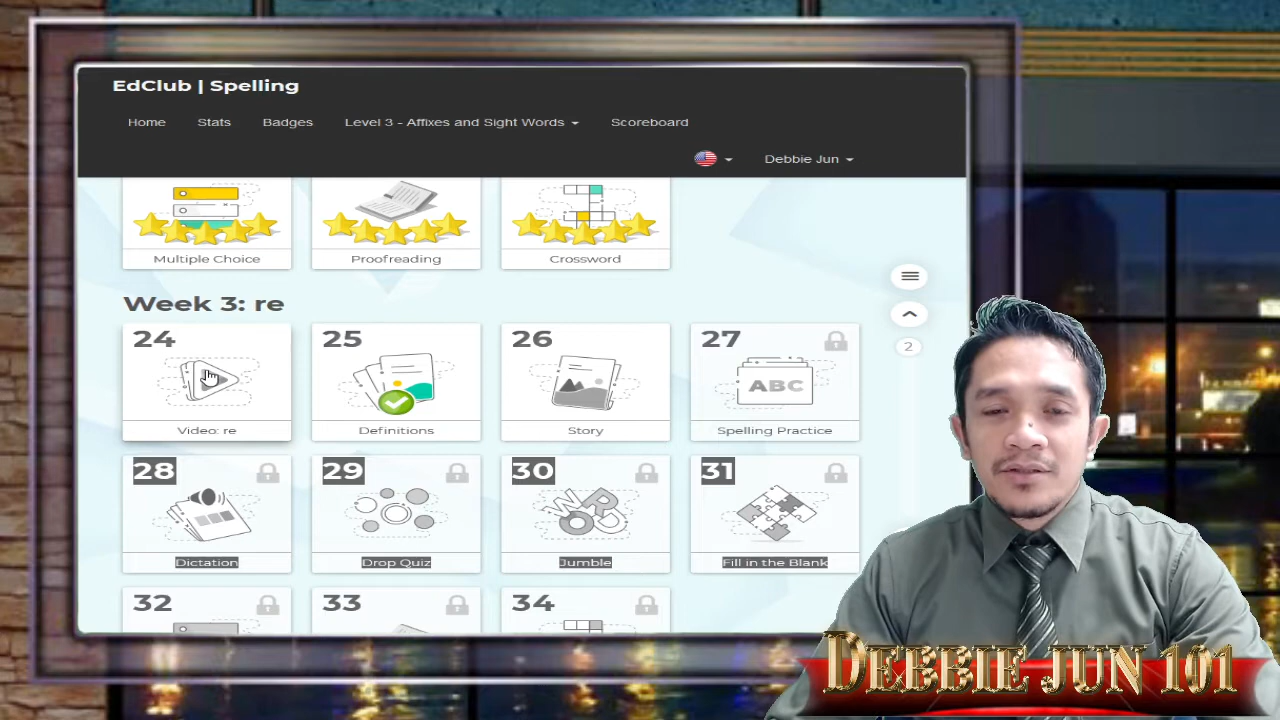 EdClub | Spelling
Home Stats Badges Level 3 - Affixes and Sight Words Scoreboard
Debbie Jun
Multiple Choice Proofreading Crossword
Week 3: re
24 25 26 27
ABC
Video: re Definitions Story Spelling Practice
2
28 29 30 31
WORD
Dictation Drop Quiz Jumble Fill in the Blank
32 33 34
DEBBIE JUN 101